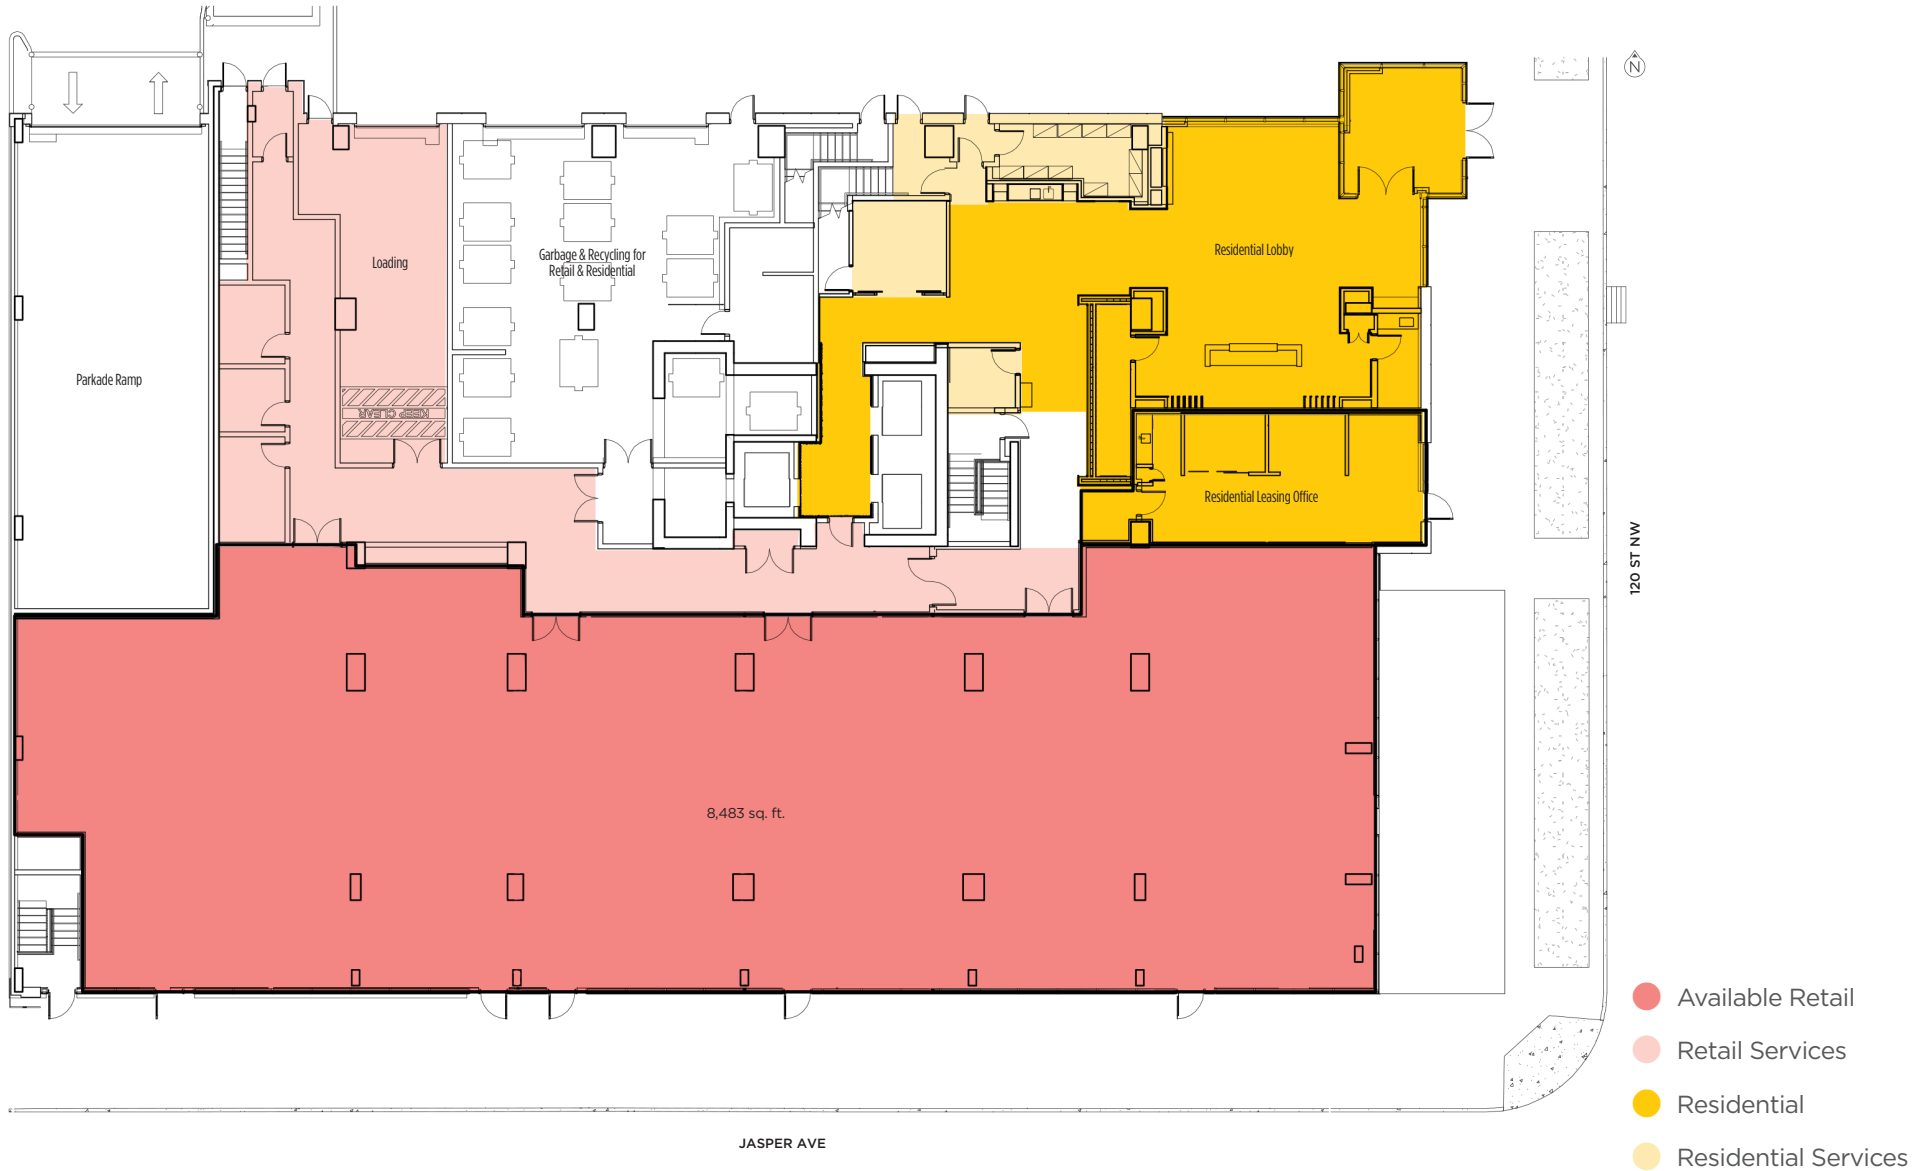 N
Garbage & Recycling for
Retail & Residential
Residential Lobby
Loading
Parkade Ramp
KEEP CLEAR
Residential Leasing Office
120 ST NW
8,483 sq. ft.
Available Retail
Retail Services
Residential
Residential Services
JASPER AVE